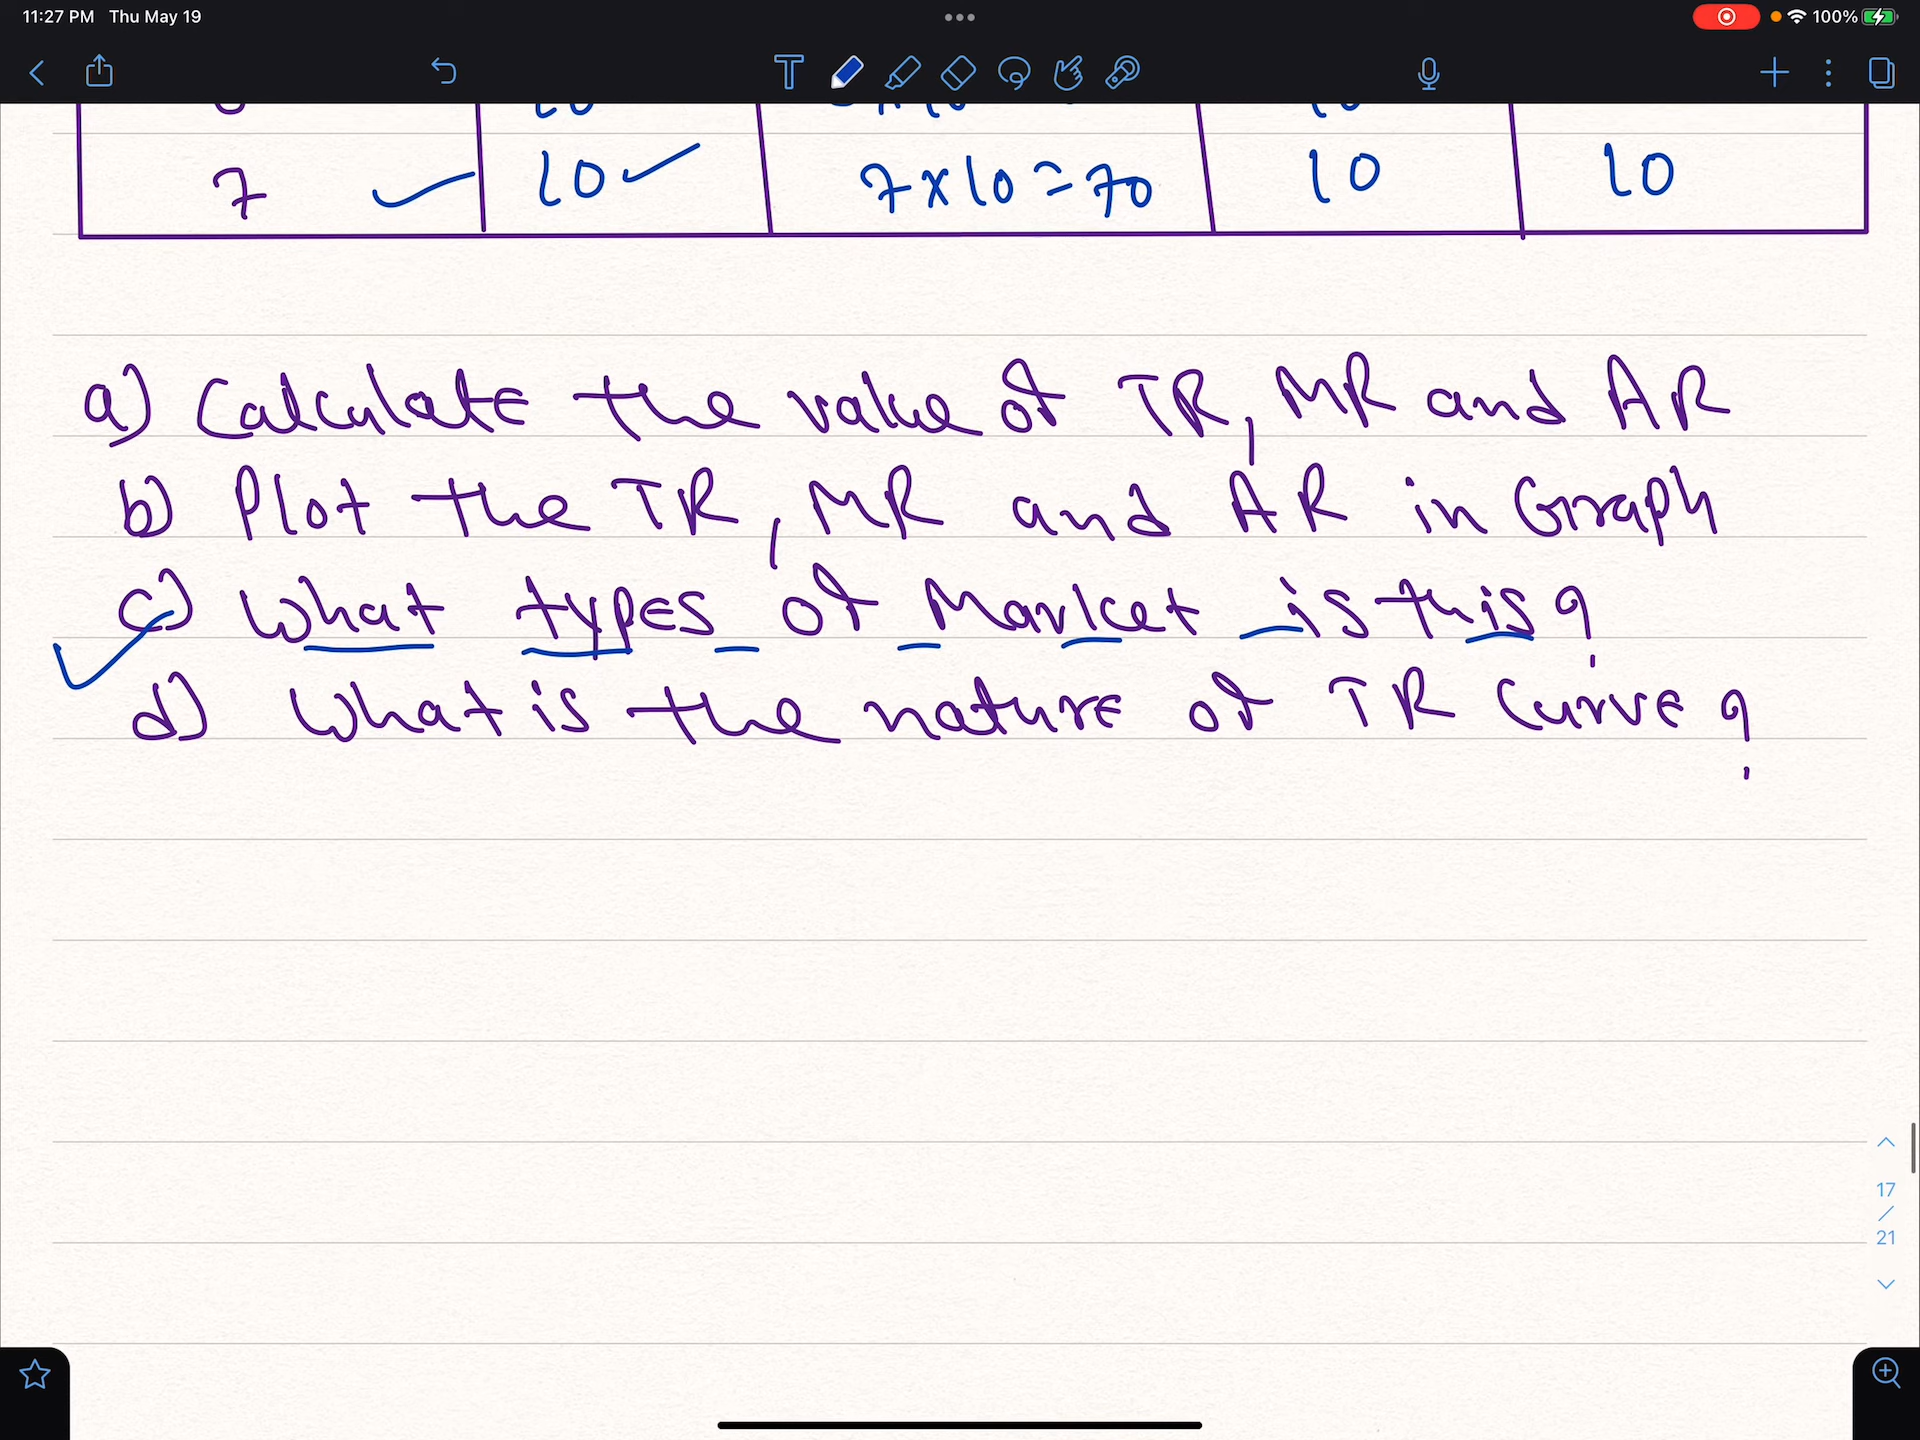 11:27 PM Thu May 19 100%
7 10 7 x 10 = 70 10 10
a) Calculate the value of TR, MR and AR
b) Plot the TR, MR and AR in Graph
c) What types of Market is this?
d) What is the nature of TR Curve?
17
/
21